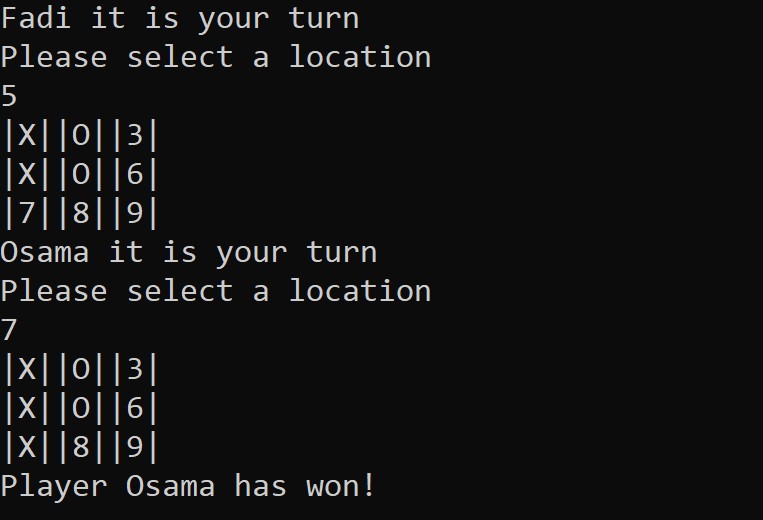 Fadi it is your turn
Please select a location
5
|X||O||3|
|X||O||6|
|7||8||9|
Osama it is your turn
Please select a location
7
|X||O||3|
|X||O||6|
|X||8||9|
Player Osama has won!